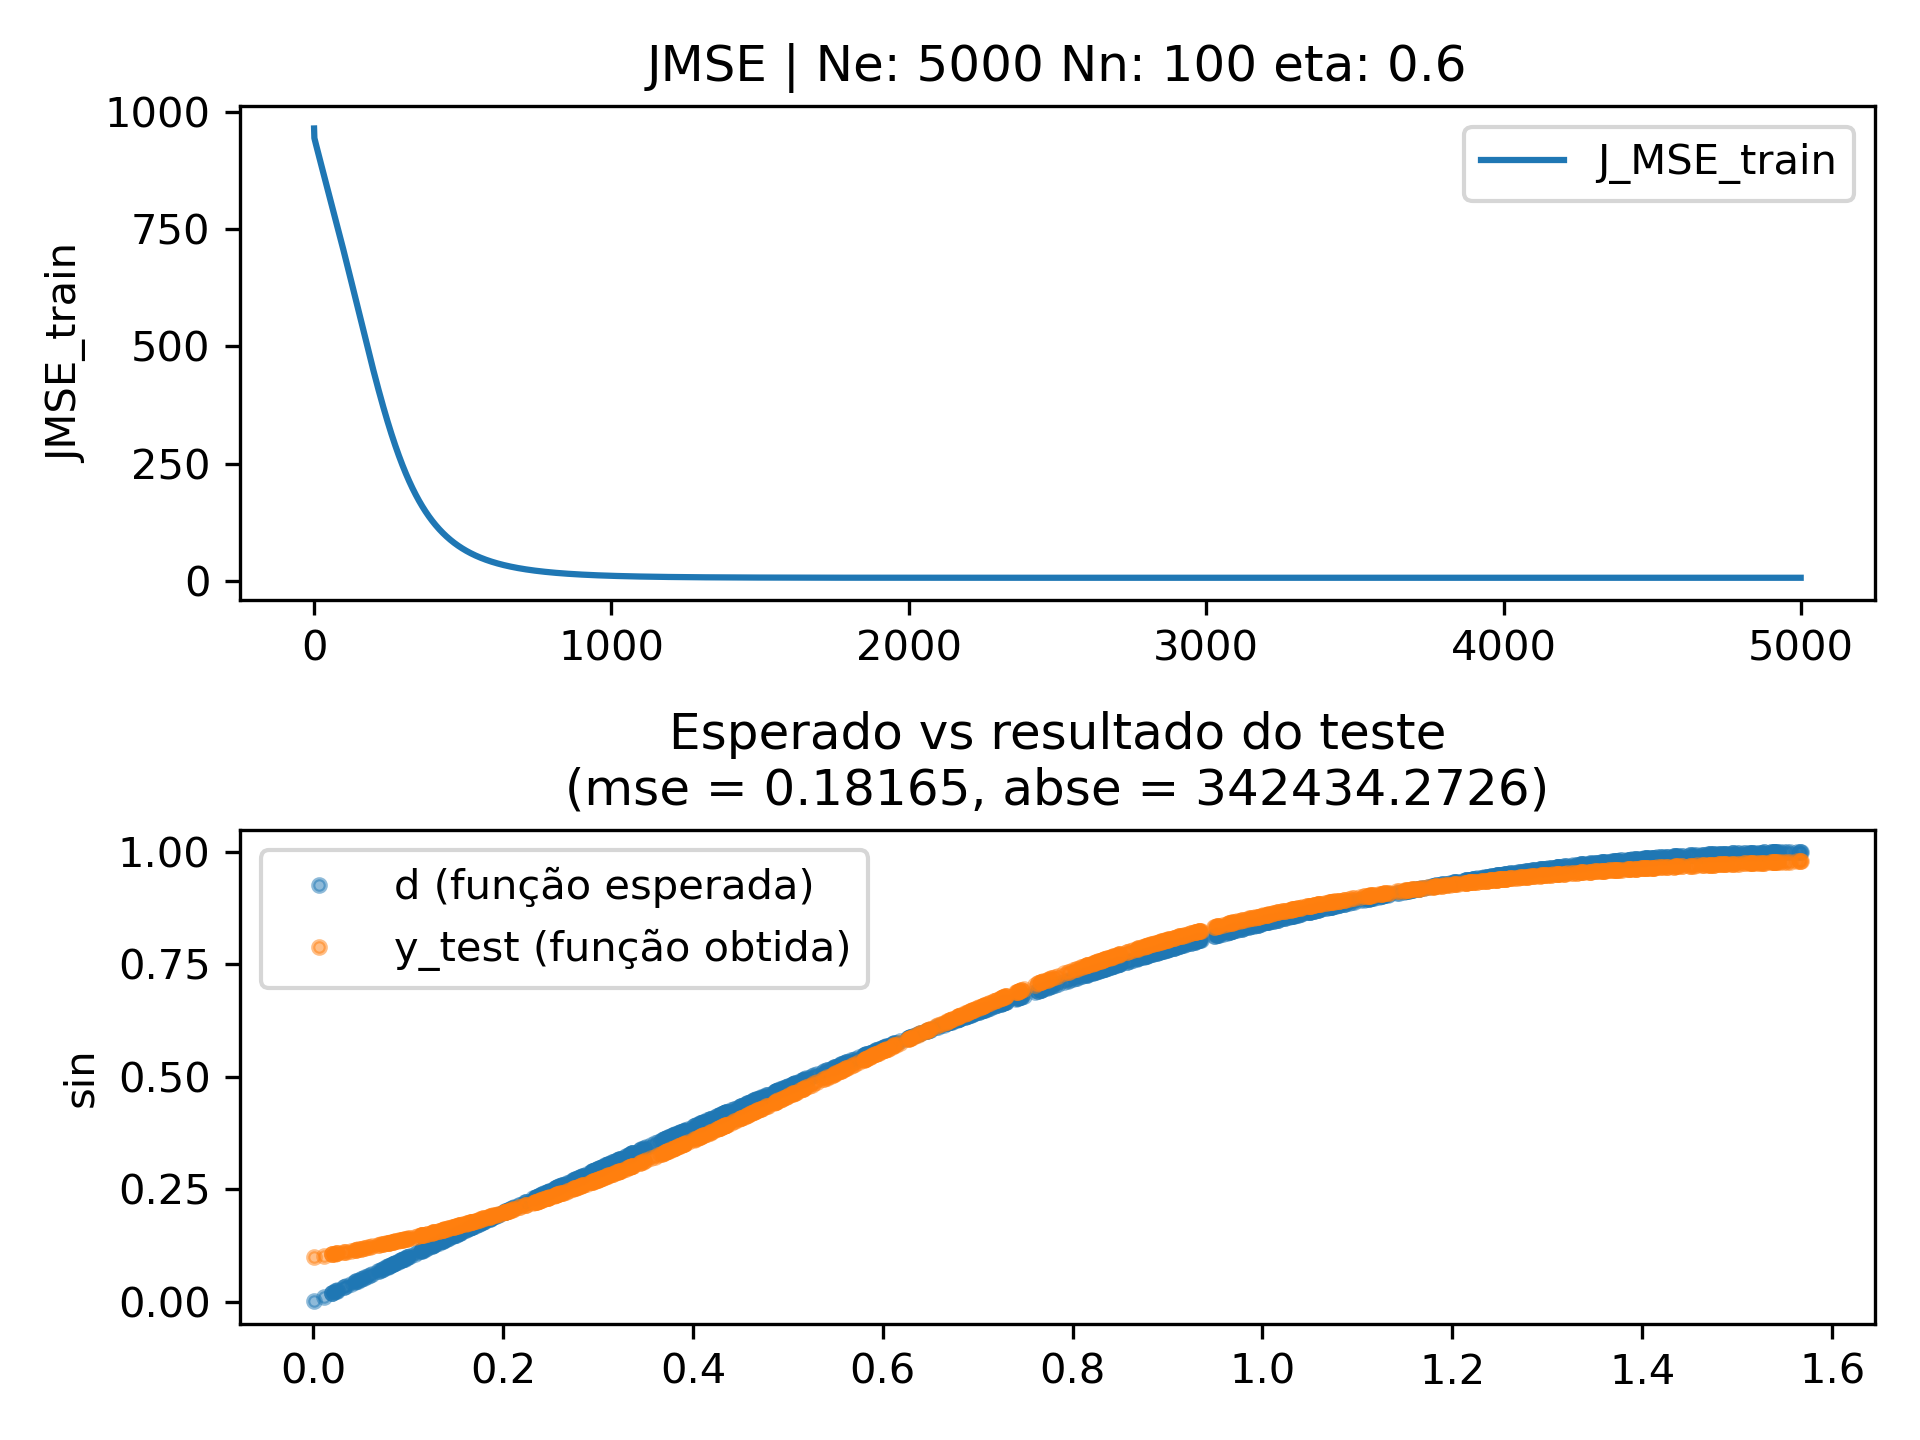 JMSE | Ne: 5000 Nn: 100 eta: 0.6
1000
750
500
250
0
JMSE_train
J_MSE_train
0 1000 2000 3000 4000 5000
Esperado vs resultado do teste
(mse = 0.18165, abse = 342434.2726)
1.00
0.75
0.50
0.25
0.00
sin
d (função esperada)
y_test (função obtida)
0.0 0.2 0.4 0.6 0.8 1.0 1.2 1.4 1.6